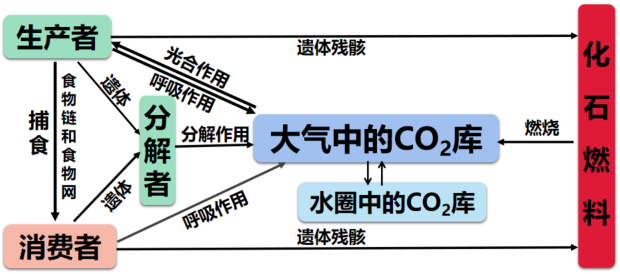 生产者
遗体残骸
化石燃料
光合作用
呼吸作用
遗体
食物链和食物网
捕食
分解者
分解作用
大气中的CO₂库
燃烧
水圈中的CO₂库
遗体
呼吸作用
消费者
遗体残骸